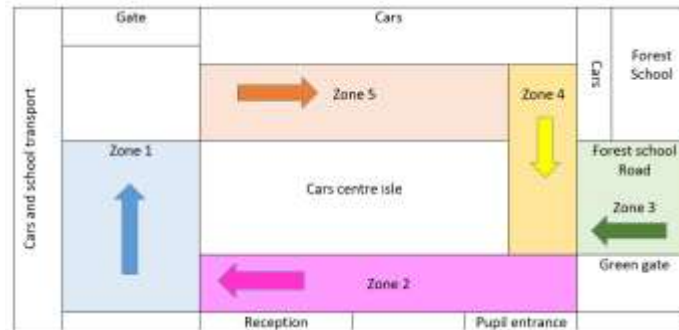 Gate
Cars
Cars
Forest
School
Cars and school transport
Zone 5
Zone 4
Zone 1
Forest school
Road
Cars centre isle
Zone 3
Green gate
Zone 2
Reception
Pupil entrance